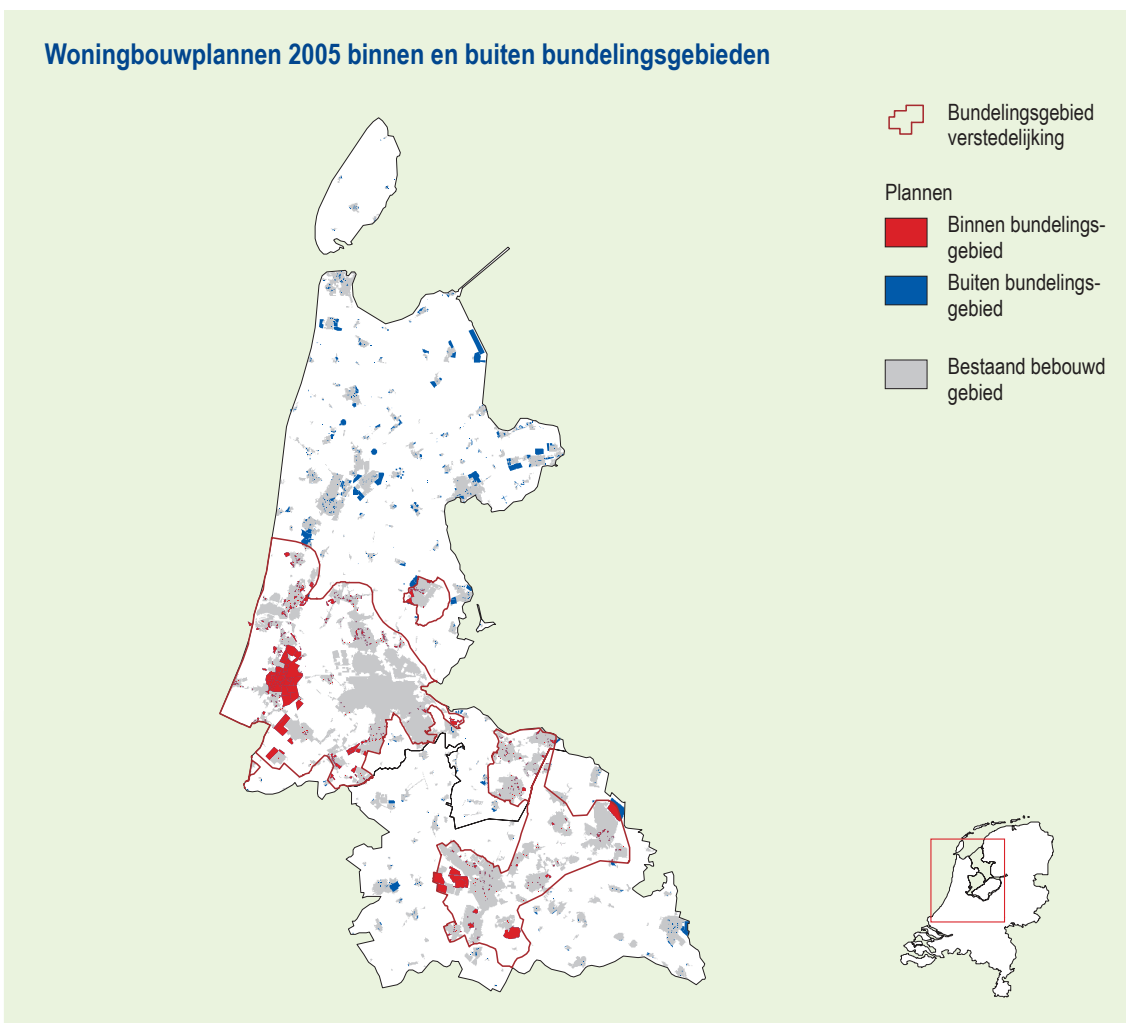 Woningbouwplannen 2005 binnen en buiten bundelingsgebieden
Bundelingsgebied
verstedelijking
Plannen
Binnen bundelings-
gebied
Buiten bundelings-
gebied
Bestaand bebouwd
gebied